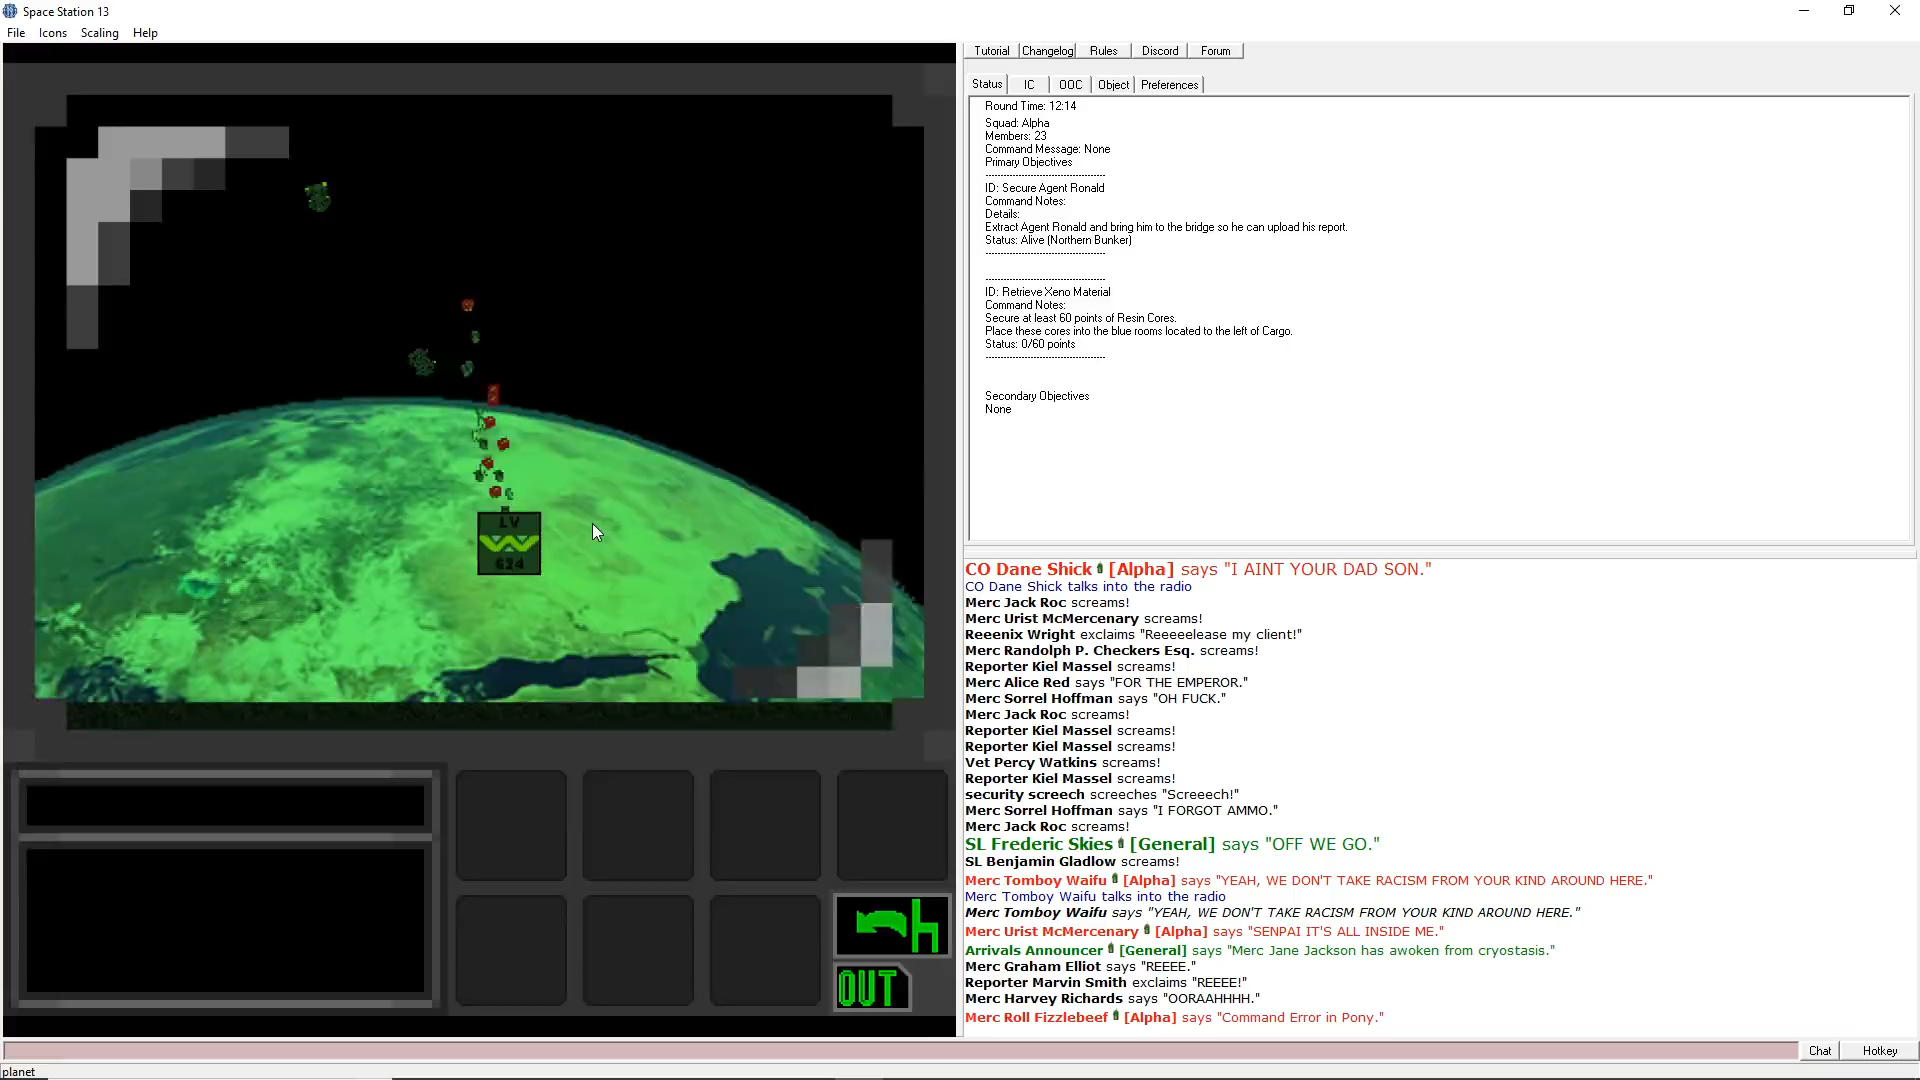 Space Station 13
File Icons Scaling Help
Tutorial Changelog Rules Discord Forum
Status IC OOC Object Preferences
Round Time: 12:14
Squad: Alpha
Members: 23
Command Message: None
Primary Objectives
----------------------------------------
ID: Secure Agent Ronald
Command Notes:
Details:
Extract Agent Ronald and bring him to the bridge so he can upload his report.
Status: Alive (Northern Bunker)
----------------------------------------
----------------------------------------
ID: Retrieve Xeno Material
Command Notes:
Secure at least 60 points of Resin Cores.
Place these cores into the blue rooms located to the left of Cargo.
Status: 0/60 points
----------------------------------------
Secondary Objectives
None
LV
624
OUT
CO Dane Shick [Alpha] says "I AINT YOUR DAD SON."
CO Dane Shick talks into the radio
Merc Jack Roc screams!
Merc Urist McMercenary screams!
Reeenix Wright exclaims "Reeeeelease my client!"
Merc Randolph P. Checkers Esq. screams!
Reporter Kiel Massel screams!
Merc Alice Red says "FOR THE EMPEROR."
Merc Sorrel Hoffman says "OH FUCK."
Merc Jack Roc screams!
Reporter Kiel Massel screams!
Reporter Kiel Massel screams!
Vet Percy Watkins screams!
Reporter Kiel Massel screams!
security screech screeches "Screeech!"
Merc Sorrel Hoffman says "I FORGOT AMMO."
Merc Jack Roc screams!
SL Frederic Skies [General] says "OFF WE GO."
SL Benjamin Gladlow screams!
Merc Tomboy Waifu [Alpha] says "YEAH, WE DON'T TAKE RACISM FROM YOUR KIND AROUND HERE."
Merc Tomboy Waifu talks into the radio
Merc Tomboy Waifu says "YEAH, WE DON'T TAKE RACISM FROM YOUR KIND AROUND HERE."
Merc Urist McMercenary [Alpha] says "SENPAI IT'S ALL INSIDE ME."
Arrivals Announcer [General] says "Merc Jane Jackson has awoken from cryostasis."
Merc Graham Elliot says "REEEE."
Reporter Marvin Smith exclaims "REEEE!"
Merc Harvey Richards says "OORAAHHHH."
Merc Roll Fizzlebeef [Alpha] says "Command Error in Pony."
Chat Hotkey
planet